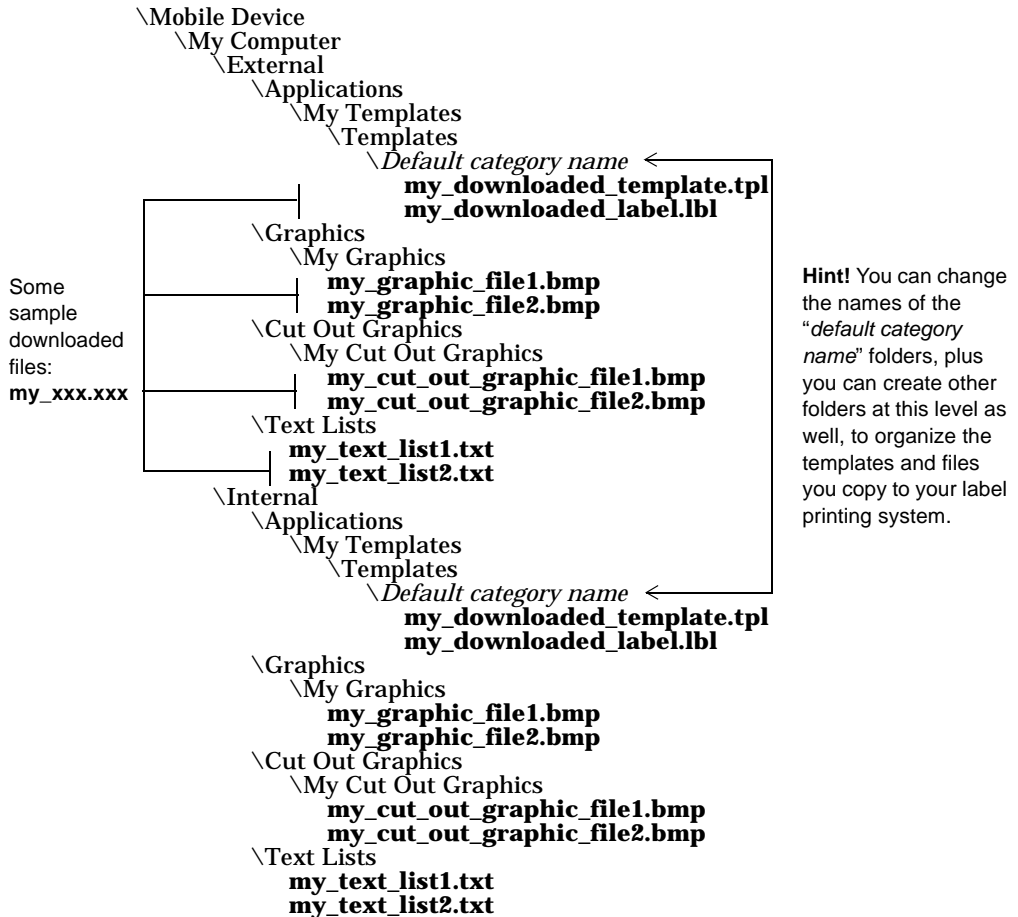 \Mobile Device
\My Computer
\External
\Applications
\My Templates
\Templates
\Default category name
my_downloaded_template.tpl
my_downloaded_label.lbl
\Graphics
\My Graphics
my_graphic_file1.bmp
my_graphic_file2.bmp
\Cut Out Graphics
\My Cut Out Graphics
my_cut_out_graphic_file1.bmp
my_cut_out_graphic_file2.bmp
\Text Lists
my_text_list1.txt
my_text_list2.txt
\Internal
\Applications
\My Templates
\Templates
\Default category name
my_downloaded_template.tpl
my_downloaded_label.lbl
\Graphics
\My Graphics
my_graphic_file1.bmp
my_graphic_file2.bmp
\Cut Out Graphics
\My Cut Out Graphics
my_cut_out_graphic_file1.bmp
my_cut_out_graphic_file2.bmp
\Text Lists
my_text_list1.txt
my_text_list2.txt
Some
sample
downloaded
files:
my_xxx.xxx
Hint! You can change
the names of the
“default category
name” folders, plus
you can create other
folders at this level as
well, to organize the
templates and files
you copy to your label
printing system.